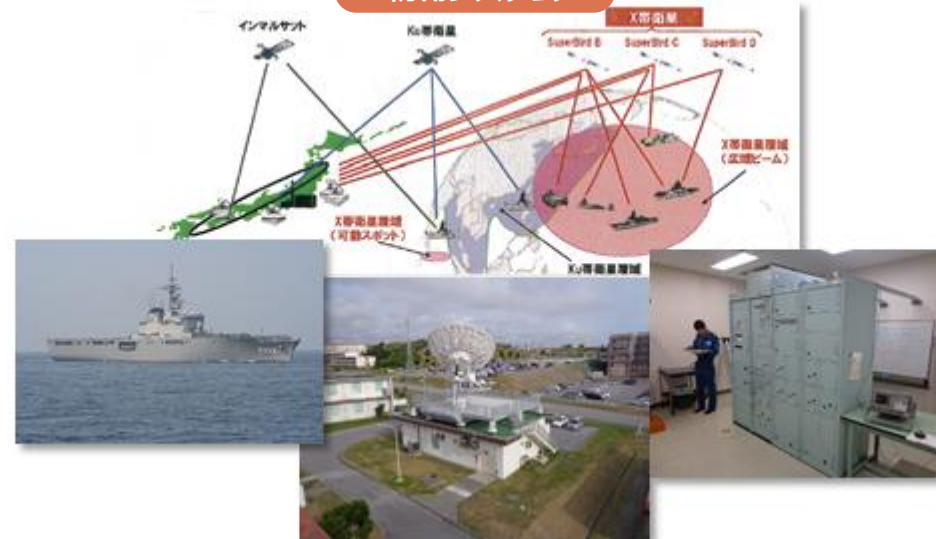 インマルサット
Ku帯衛星
X帯衛星
SuperBird B
SuperBird C
SuperBird D
X帯衛星覆域
(広域ビーム)
X帯衛星覆域
(可動スポット)
Ku帯衛星覆域